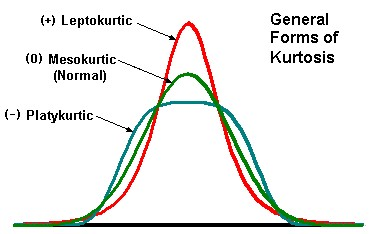 General
Forms of
Kurtosis
(+) Leptokurtic
(0) Mesokurtic
(Normal)
(−) Platykurtic